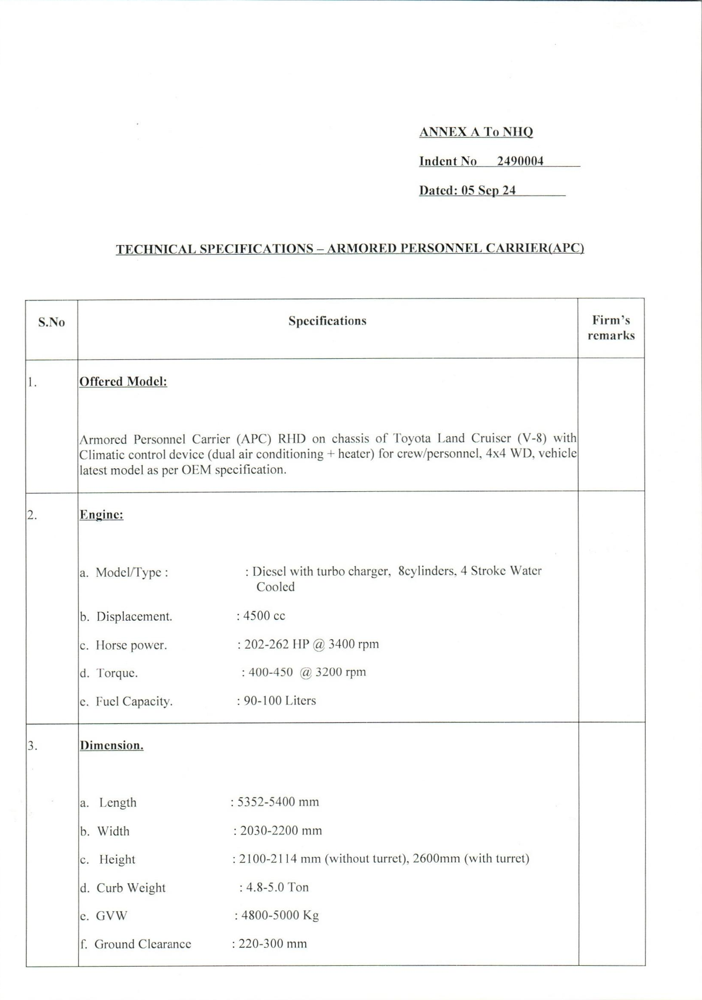 ANNEX A To NHQ
Indent No 2490004
Dated: 05 Sep 24
TECHNICAL SPECIFICATIONS – ARMORED PERSONNEL CARRIER(APC)
S.No Specifications Firm's
remarks
1. Offered Model:
Armored Personnel Carrier (APC) RHD on chassis of Toyota Land Cruiser (V-8) with
Climatic control device (dual air conditioning + heater) for crew/personnel, 4x4 WD, vehicle
latest model as per OEM specification.
2. Engine:
a. Model/Type : : Diesel with turbo charger, 8cylinders, 4 Stroke Water
Cooled
b. Displacement. : 4500 cc
c. Horse power. : 202-262 HP @ 3400 rpm
d. Torque. : 400-450 @ 3200 rpm
e. Fuel Capacity. : 90-100 Liters
3. Dimension.
a. Length : 5352-5400 mm
b. Width : 2030-2200 mm
c. Height : 2100-2114 mm (without turret), 2600mm (with turret)
d. Curb Weight : 4.8-5.0 Ton
e. GVW : 4800-5000 Kg
f. Ground Clearance : 220-300 mm